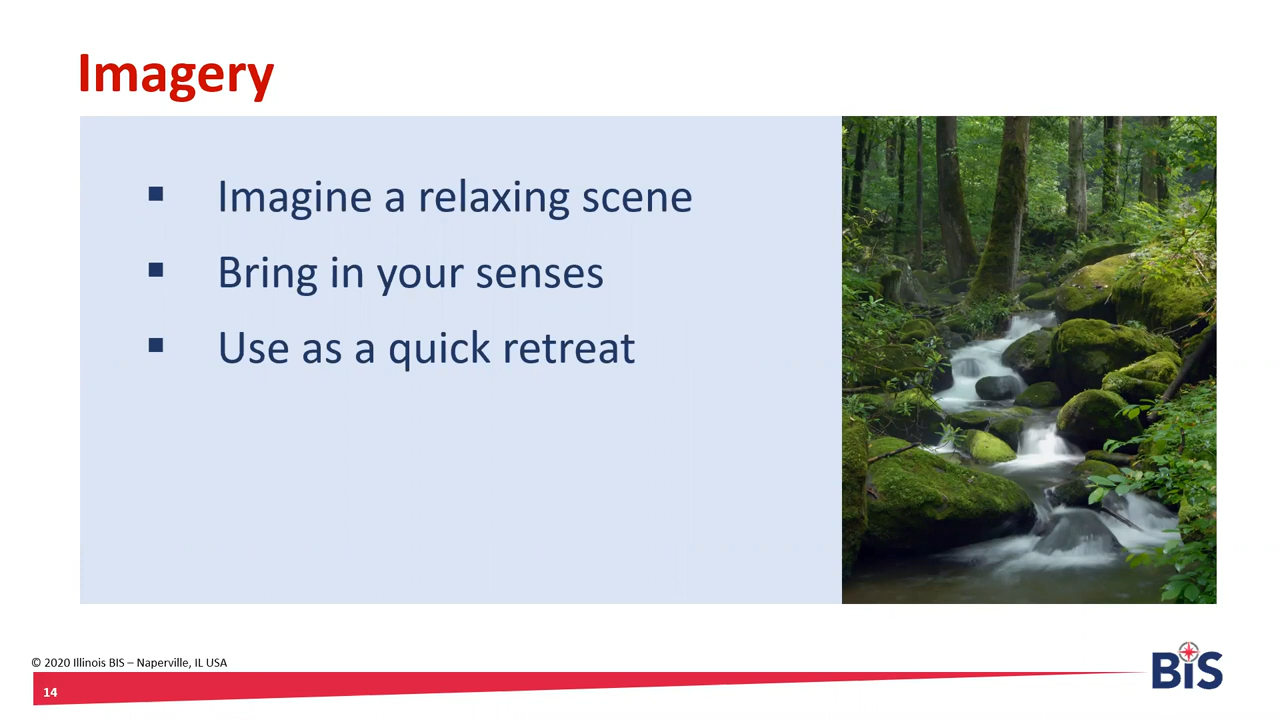 Imagery
▪ Imagine a relaxing scene
▪ Bring in your senses
▪ Use as a quick retreat
© 2020 Illinois BIS – Naperville, IL USA
14
BiS